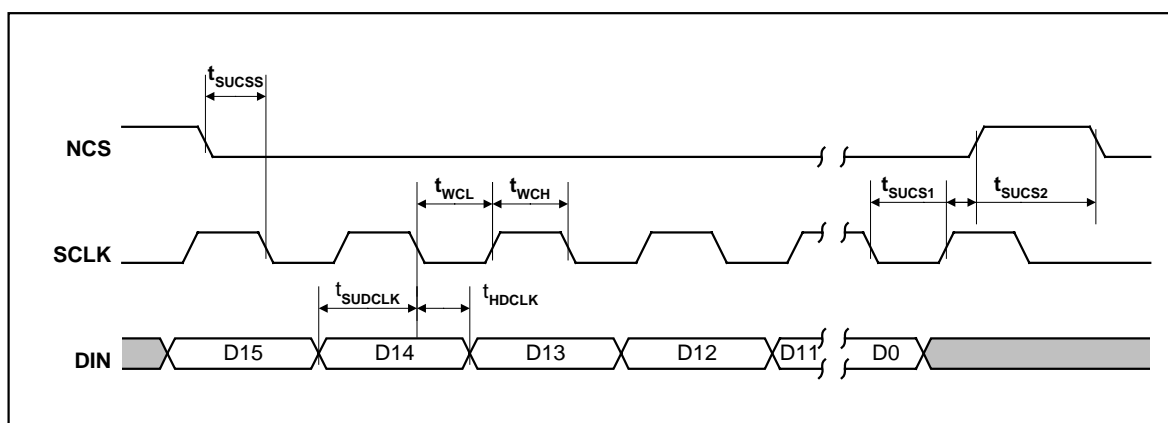 tSUCSS
NCS
tWCL tWCH tSUCS1 tSUCS2
SCLK
tSUDCLK tHDCLK
DIN D15 D14 D13 D12 D11 D0